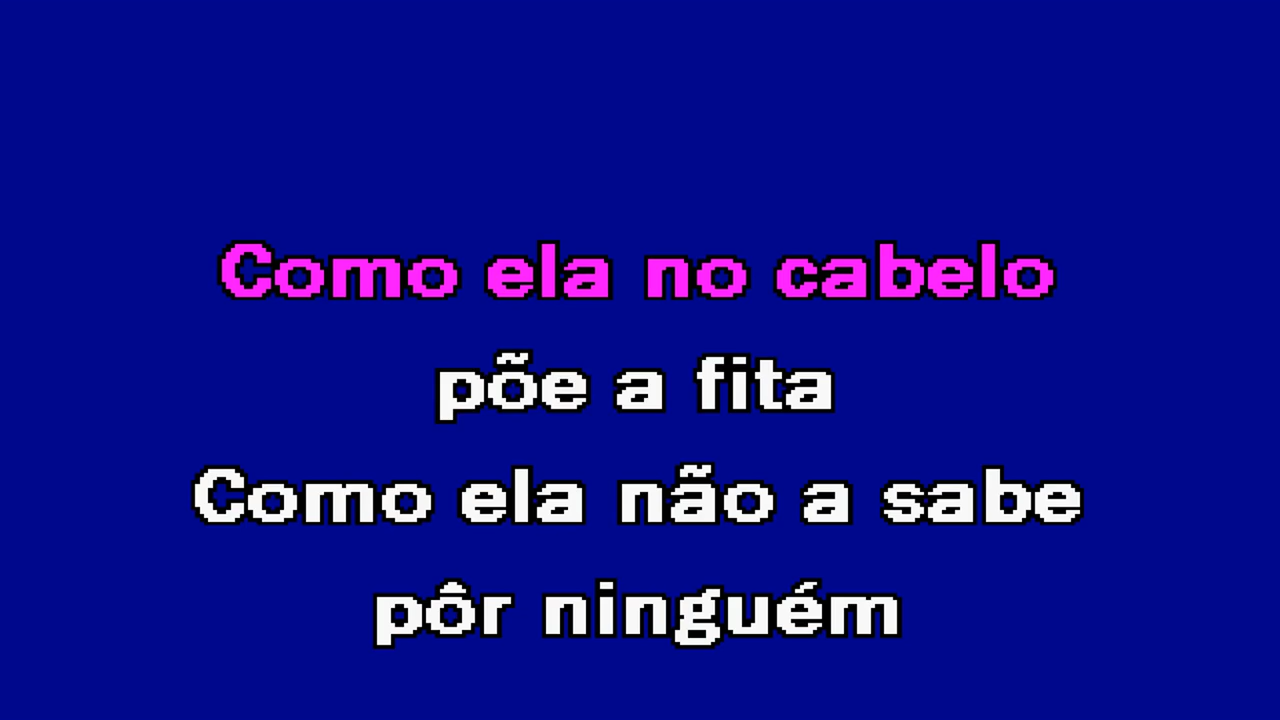 Como ela no cabelo
põe a fita
Como ela não a sabe
pôr ninguém